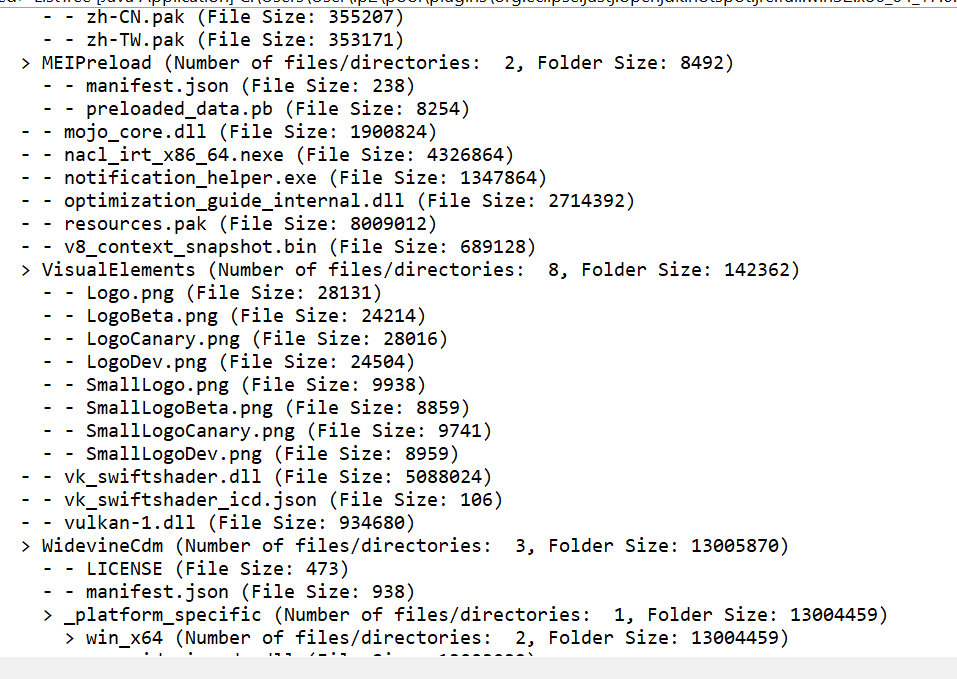 - - zh-CN.pak (File Size: 355207)
- - zh-TW.pak (File Size: 353171)
> MEIPreload (Number of files/directories:  2, Folder Size: 8492)
- - manifest.json (File Size: 238)
- - preloaded_data.pb (File Size: 8254)
- - mojo_core.dll (File Size: 1900824)
- - nacl_irt_x86_64.nexe (File Size: 4326864)
- - notification_helper.exe (File Size: 1347864)
- - optimization_guide_internal.dll (File Size: 2714392)
- - resources.pak (File Size: 8009012)
- - v8_context_snapshot.bin (File Size: 689128)
> VisualElements (Number of files/directories:  8, Folder Size: 142362)
- - Logo.png (File Size: 28131)
- - LogoBeta.png (File Size: 24214)
- - LogoCanary.png (File Size: 28016)
- - LogoDev.png (File Size: 24504)
- - SmallLogo.png (File Size: 9938)
- - SmallLogoBeta.png (File Size: 8859)
- - SmallLogoCanary.png (File Size: 9741)
- - SmallLogoDev.png (File Size: 8959)
- - vk_swiftshader.dll (File Size: 5088024)
- - vk_swiftshader_icd.json (File Size: 106)
- - vulkan-1.dll (File Size: 934680)
> WidevineCdm (Number of files/directories:  3, Folder Size: 13005870)
- - LICENSE (File Size: 473)
- - manifest.json (File Size: 938)
> _platform_specific (Number of files/directories:  1, Folder Size: 13004459)
> win_x64 (Number of files/directories:  2, Folder Size: 13004459)